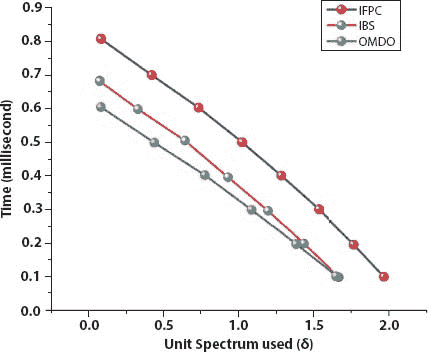 0.9
0.8
0.7
0.6
0.5
0.4
0.3
0.2
0.1
0.0
Time (millisecond)
IFPC
IBS
OMDO
0.0 0.5 1.0 1.5 2.0
Unit Spectrum used (δ)